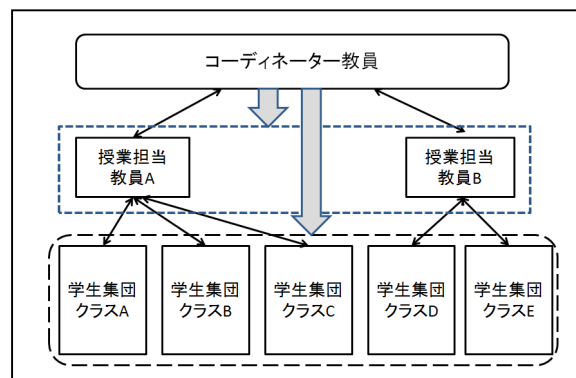 コーディネーター教員
授業担当
教員A
授業担当
教員B
学生集団
クラスA
学生集団
クラスB
学生集団
クラスC
学生集団
クラスD
学生集団
クラスE